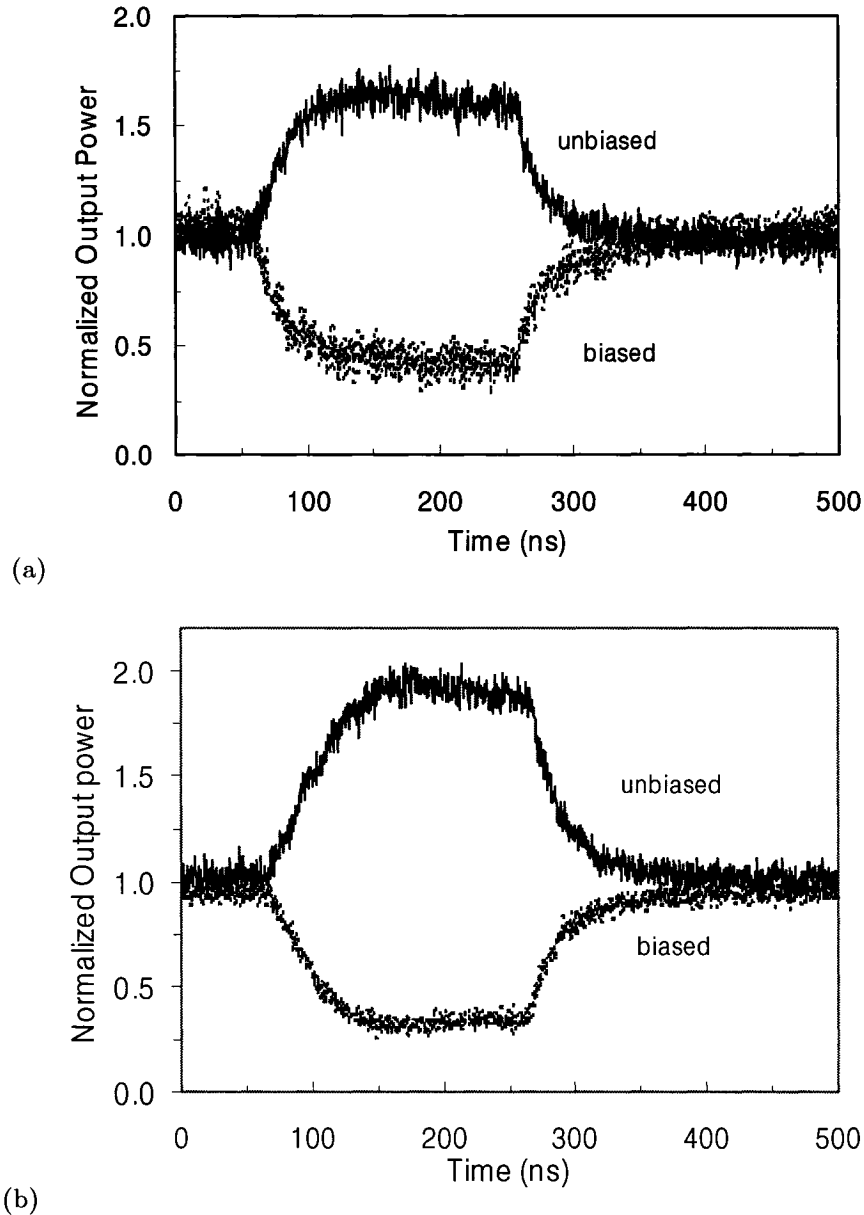 2.0
1.5
1.0
0.5
0.0
Normalized Output Power
unbiased
biased
0 100 200 300 400 500
Time (ns)
(a)
2.0
1.5
1.0
0.5
0.0
Normalized Output power
unbiased
biased
0 100 200 300 400 500
Time (ns)
(b)